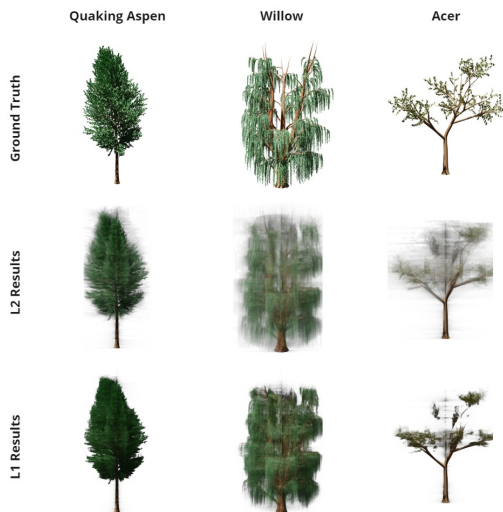 Quaking Aspen
Willow
Acer
Ground Truth
L2 Results
L1 Results